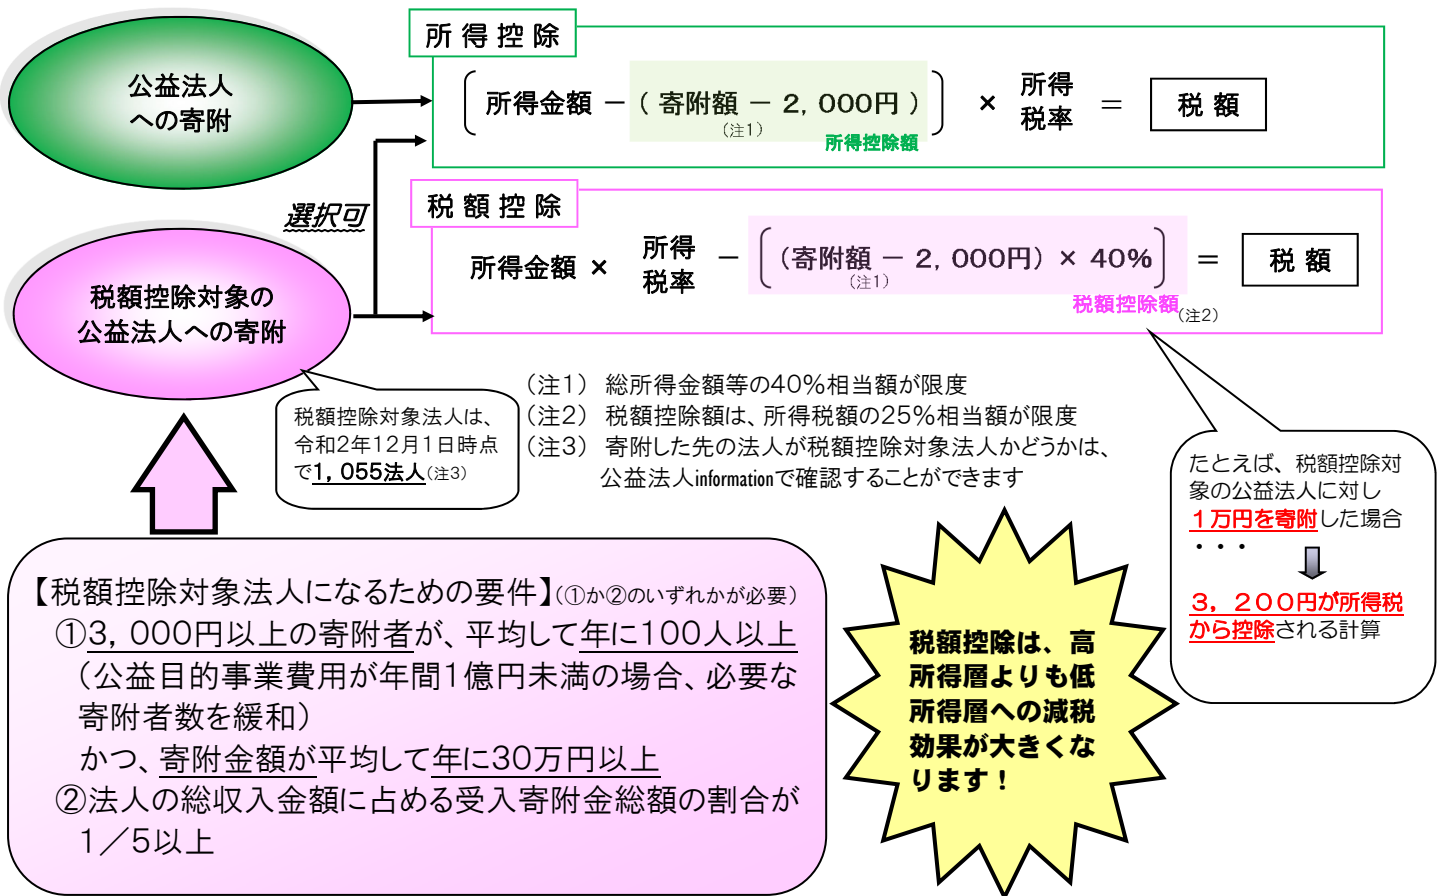 公益法人
への寄附
所得控除
所得金額 －（ 寄附額 － 2，000円 ） × 所得税率 ＝ 税額
（注1）
所得控除額
選択可
税額控除対象の
公益法人への寄附
税額控除
所得金額 × 所得税率 － （寄附額 － 2，000円） × 40% ＝ 税額
（注1）
税額控除額（注2）
税額控除対象法人は、
令和2年12月1日時点
で1，055法人（注3）
（注1） 総所得金額等の40%相当額が限度
（注2） 税額控除額は、所得税額の25%相当額が限度
（注3） 寄附した先の法人が税額控除対象法人かどうかは、
公益法人informationで確認することができます
たとえば、税額控除対
象の公益法人に対し
１万円を寄附した場合
・・・
３，２００円が所得税
から控除される計算
【税額控除対象法人になるための要件】（①か②のいずれかが必要）
①3，000円以上の寄附者が、平均して年に100人以上
（公益目的事業費用が年間1億円未満の場合、必要な
寄附者数を緩和）
かつ、寄附金額が平均して年に30万円以上
②法人の総収入金額に占める受入寄附金総額の割合が
1／5以上
税額控除は、高
所得層よりも低
所得層への減税
効果が大きくな
ります！